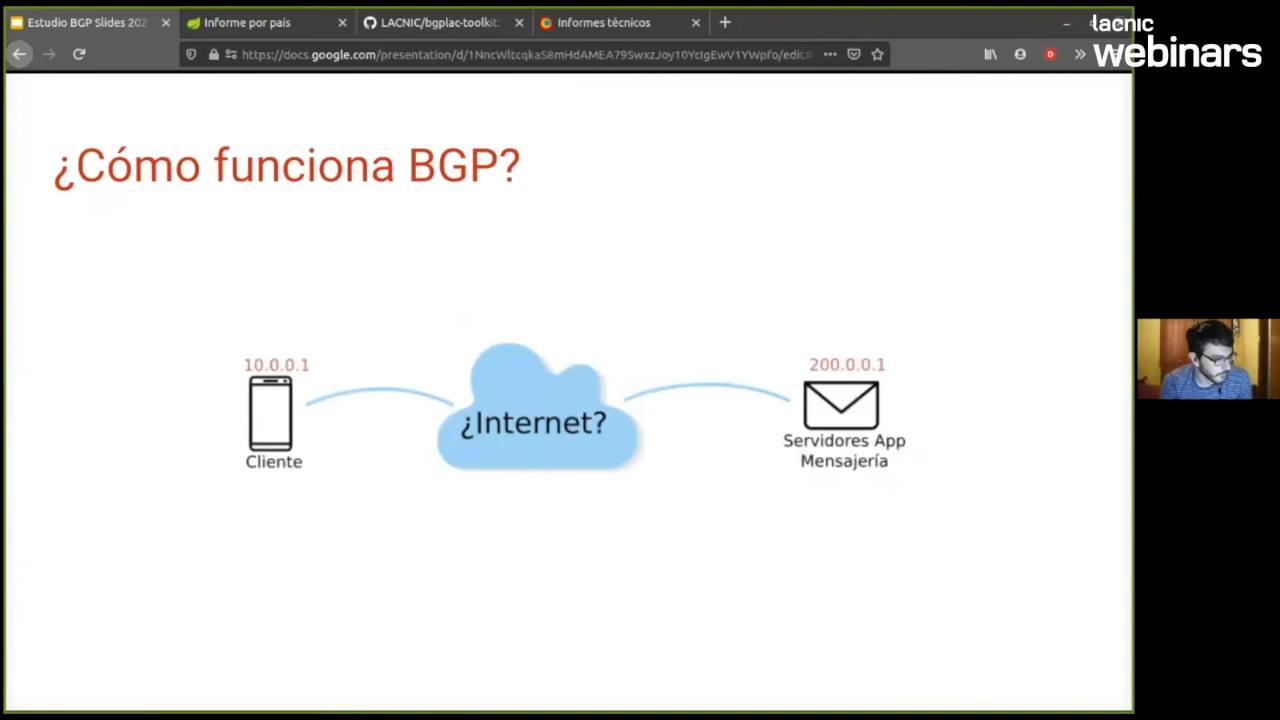 Estudio BGP Slides 202
Informe por país
LACNIC/bgplac-toolkit:
Informes técnicos
lacnic
webinars
¿Cómo funciona BGP?
10.0.0.1
200.0.0.1
¿Internet?
Cliente
Servidores App
Mensajería